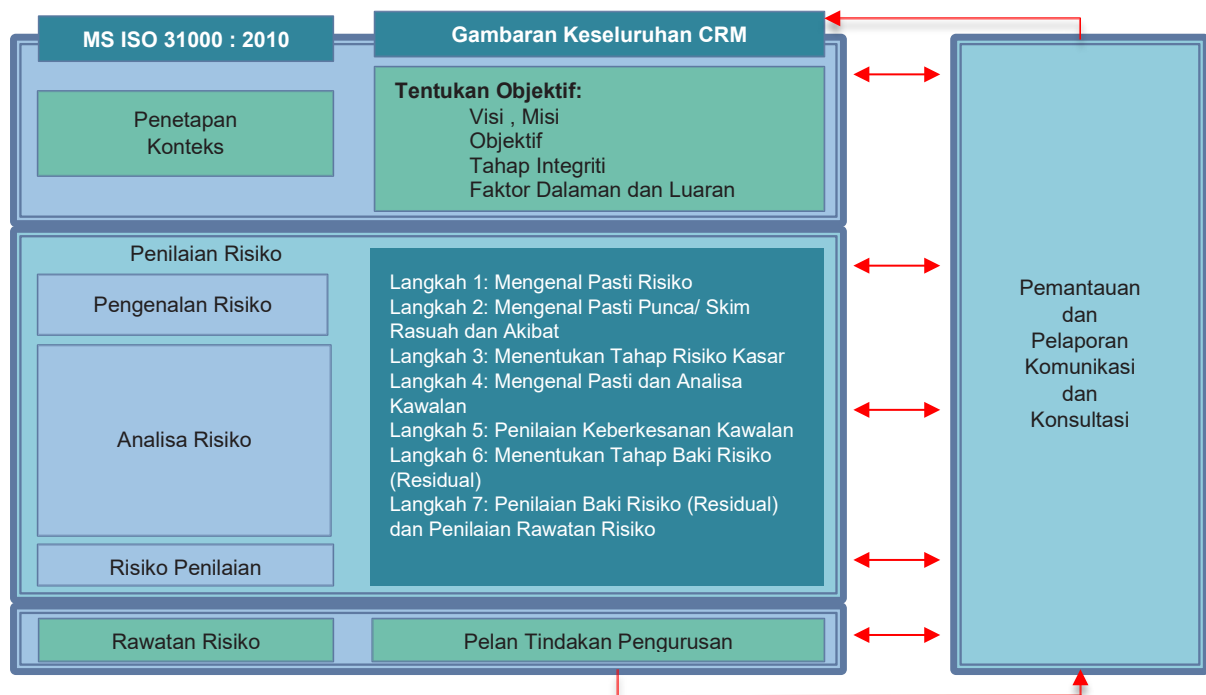 MS ISO 31000 : 2010
Gambaran Keseluruhan CRM
Penetapan
Konteks
Tentukan Objektif:
Visi , Misi
Objektif
Tahap Integriti
Faktor Dalaman dan Luaran
Penilaian Risiko
Pengenalan Risiko
Analisa Risiko
Risiko Penilaian
Langkah 1: Mengenal Pasti Risiko
Langkah 2: Mengenal Pasti Punca/ Skim
Rasuah dan Akibat
Langkah 3: Menentukan Tahap Risiko Kasar
Langkah 4: Mengenal Pasti dan Analisa
Kawalan
Langkah 5: Penilaian Keberkesanan Kawalan
Langkah 6: Menentukan Tahap Baki Risiko
(Residual)
Langkah 7: Penilaian Baki Risiko (Residual)
dan Penilaian Rawatan Risiko
Rawatan Risiko
Pelan Tindakan Pengurusan
Pemantauan
dan
Pelaporan
Komunikasi
dan
Konsultasi